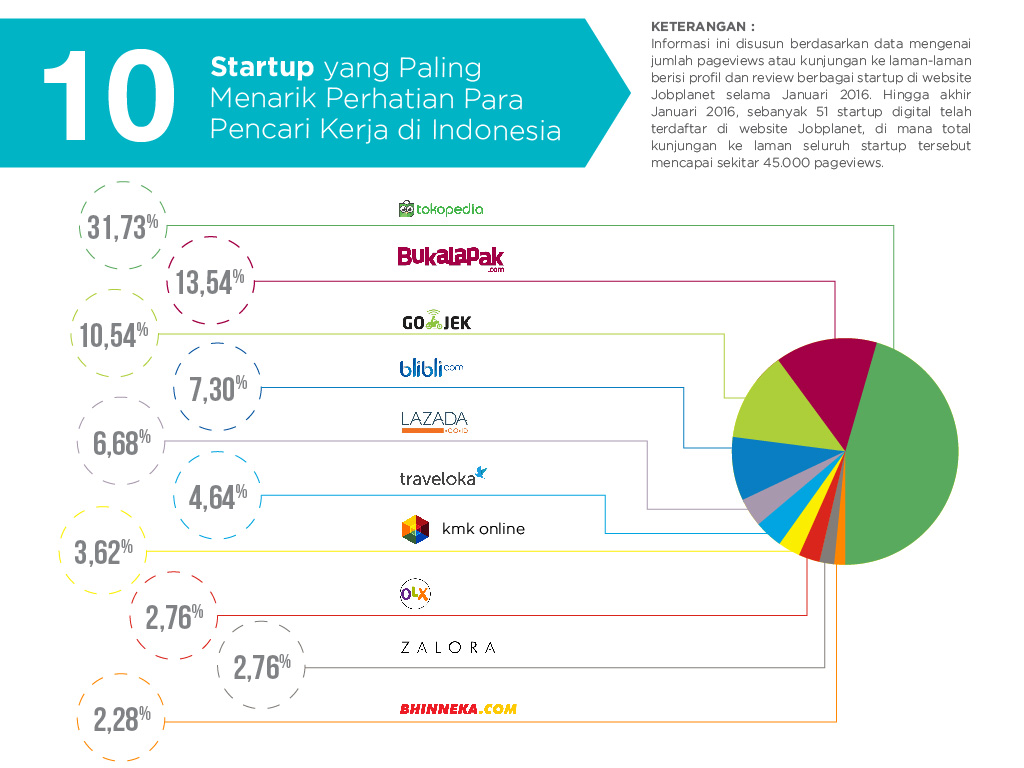 10
Startup yang Paling
Menarik Perhatian Para
Pencari Kerja di Indonesia
KETERANGAN :
Informasi ini disusun berdasarkan data mengenai
jumlah pageviews atau kunjungan ke laman-laman
berisi profil dan review berbagai startup di website
Jobplanet selama Januari 2016. Hingga akhir
Januari 2016, sebanyak 51 startup digital telah
terdaftar di website Jobplanet, di mana total
kunjungan ke laman seluruh startup tersebut
mencapai sekitar 45.000 pageviews.
31,73%
tokopedia
13,54%
BukaLapak
.com
10,54%
GO-JEK
7,30%
blibli.com
6,68%
LAZADA
.CO.ID
4,64%
traveloka
3,62%
kmk online
2,76%
OLX
2,76%
ZALORA
2,28%
BHINNEKA.COM